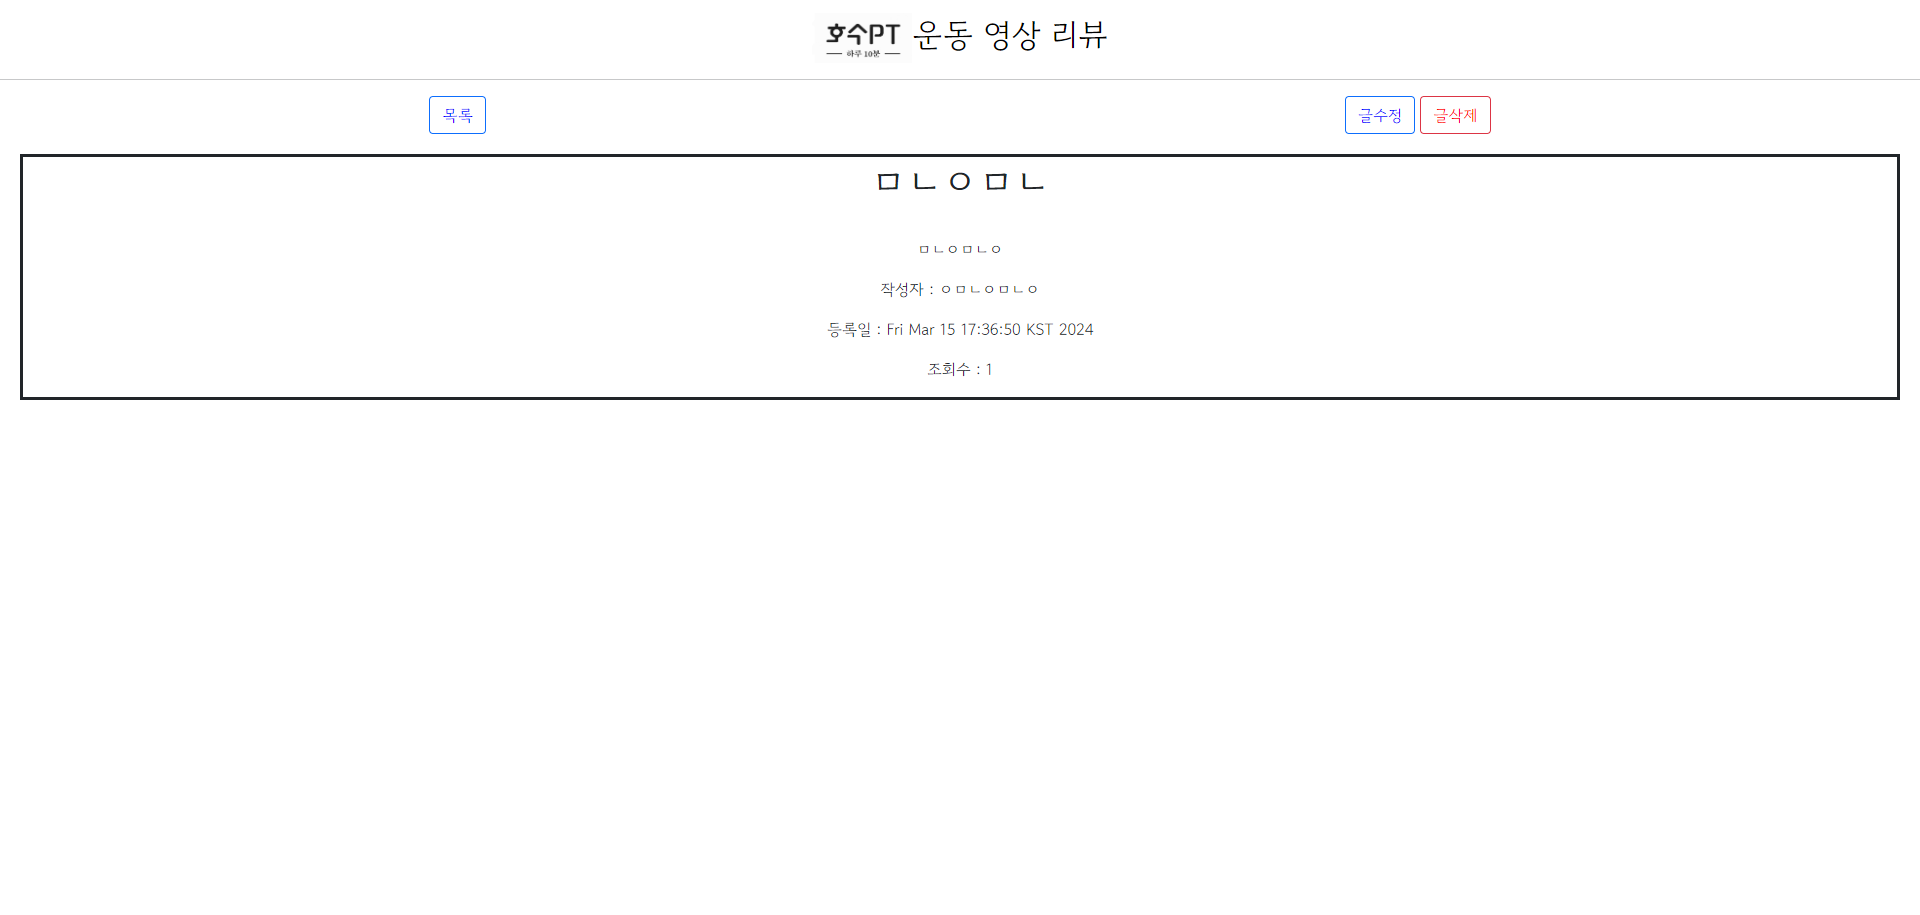 호수PT 운동 영상 리뷰
하루 10분
목록
글수정 글삭제
ㅁㄴㅇㅁㄴ
ㅁㄴㅇㅁㄴㅇ
작성자 : ㅇㅁㄴㅇㅁㄴㅇ
등록일 : Fri Mar 15 17:36:50 KST 2024
조회수 : 1